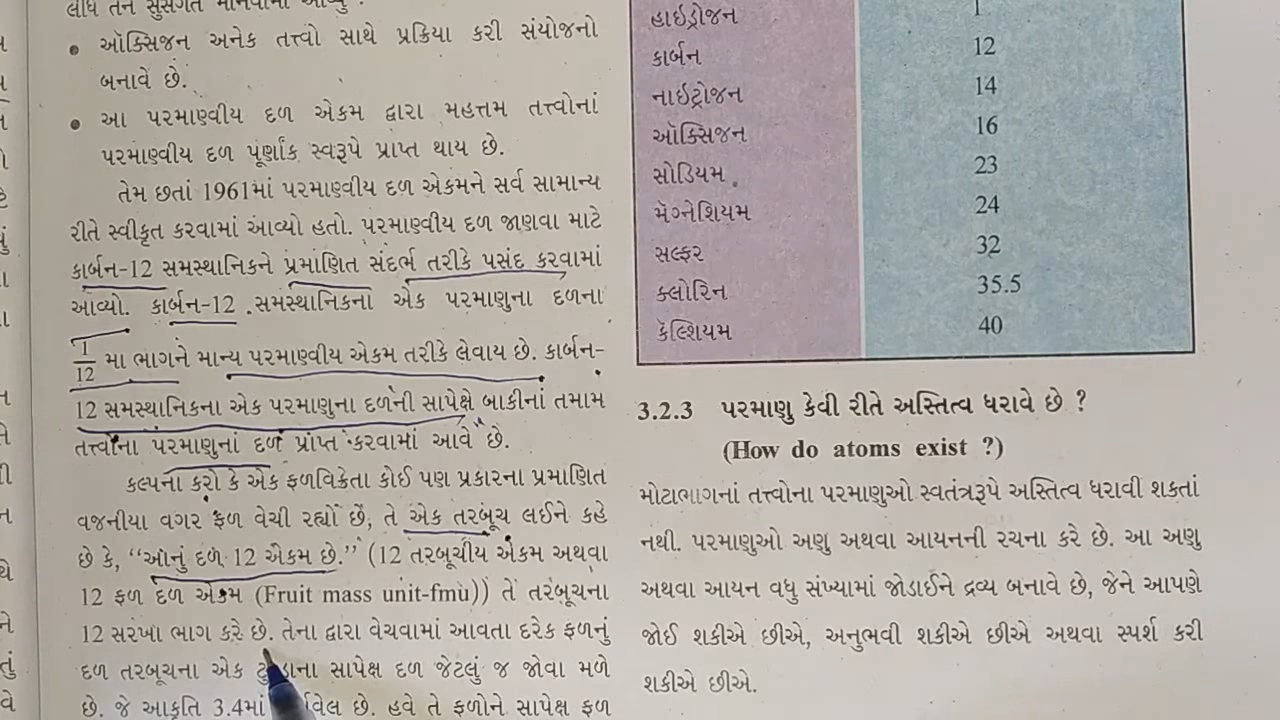 લીધે તેને સુસંગત માનવામાં આવ્યું :
• ઑક્સિજન અનેક તત્ત્વો સાથે પ્રક્રિયા કરી સંયોજનો
બનાવે છે.
• આ પરમાણ્વીય દળ એકમ દ્વારા મહત્તમ તત્ત્વોનાં
પરમાણ્વીય દળ પૂર્ણાંક સ્વરૂપે પ્રાપ્ત થાય છે.
તેમ છતાં 1961માં પરમાણ્વીય દળ એકમને સર્વ સામાન્ય
રીતે સ્વીકૃત કરવામાં આવ્યો હતો. પરમાણ્વીય દળ જાણવા માટે
કાર્બન-12 સમસ્થાનિકને પ્રમાણિત સંદર્ભ તરીકે પસંદ કરવામાં
આવ્યો. કાર્બન-12 સમસ્થાનિકના એક પરમાણુના દળના
1/12 મા ભાગને માન્ય પરમાણ્વીય એકમ તરીકે લેવાય છે. કાર્બન-
12 સમસ્થાનિકના એક પરમાણુના દળની સાપેક્ષે બાકીનાં તમામ
તત્ત્વોના પરમાણુનાં દળ પ્રાપ્ત કરવામાં આવે છે.
કલ્પના કરો કે એક ફળવિક્રેતા કોઈ પણ પ્રકારના પ્રમાણિત
વજનીયા વગર ફળ વેચી રહ્યો છે, તે એક તરબૂચ લઈને કહે
છે કે, “આનું દળ 12 એકમ છે.” (12 તરબૂચીય એકમ અથવા
12 ફળ દળ એકમ (Fruit mass unit-fmu)) તે તરબૂચના
12 સરખા ભાગ કરે છે. તેના દ્વારા વેચવામાં આવતા દરેક ફળનું
દળ તરબૂચના એક સાપેક્ષ દળ જેટલું જ જોવા મળે
છે. જે આકૃતિ 3.4માં છે. હવે તે ફળોને સાપેક્ષ ફળ
હાઇડ્રોજન 1
કાર્બન 12
નાઇટ્રોજન 14
ઑક્સિજન 16
સોડિયમ 23
મૅગ્નેશિયમ 24
સલ્ફર 32
ક્લોરિન 35.5
કૅલ્શિયમ 40
3.2.3 પરમાણુ કેવી રીતે અસ્તિત્વ ધરાવે છે ?
(How do atoms exist ?)
મોટાભાગનાં તત્ત્વોના પરમાણુઓ સ્વતંત્રરૂપે અસ્તિત્વ ધરાવી શકતાં
નથી. પરમાણુઓ અણુ અથવા આયનની રચના કરે છે. આ અણુ
અથવા આયન વધુ સંખ્યામાં જોડાઈને દ્રવ્ય બનાવે છે, જેને આપણે
જોઈ શકીએ છીએ, અનુભવી શકીએ છીએ અથવા સ્પર્શ કરી
શકીએ છીએ.